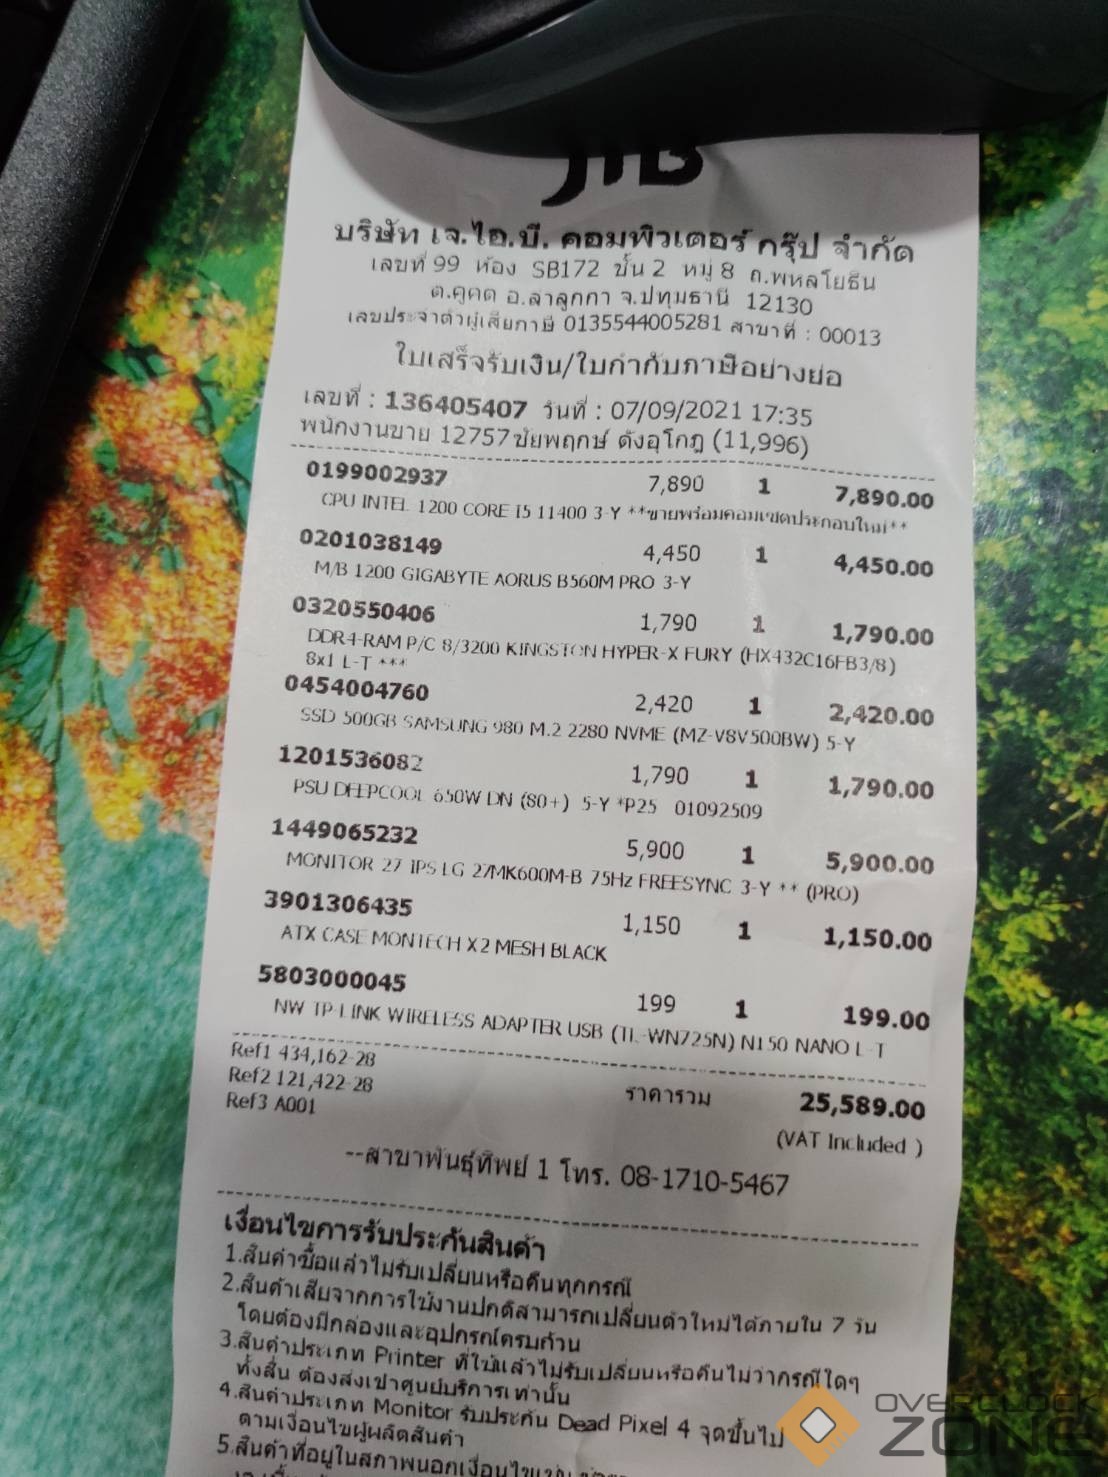 JIB
บริษัท เจ.ไอ.บี. คอมพิวเตอร์ กรุ๊ป จำกัด
เลขที่ 99 ห้อง SB172 ชั้น 2 หมู่ 8 ถ.พหลโยธิน
ต.คูคต อ.ลำลูกกา จ.ปทุมธานี 12130
เลขประจำตัวผู้เสียภาษี 0135544005281 สาขาที่ : 00013
ใบเสร็จรับเงิน/ใบกำกับภาษีอย่างย่อ
เลขที่ : 136405407 วันที่ : 07/09/2021 17:35
พนักงานขาย 12757ชัยพฤกษ์ ดังอุโภฎ (11,996)
0199002937 7,890 1 7,890.00
CPU INTEL 1200 CORE I5 11400 3-Y **ขายพร้อมคอมเซตประกอบใหม่**
0201038149 4,450 1 4,450.00
M/B 1200 GIGABYTE AORUS B560M PRO 3-Y
0320550406 1,790 1 1,790.00
DDR4-RAM P/C 8/3200 KINGSTON HYPER-X FURY (HX432C16FB3/8)
8x1 L-T ***
0454004760 2,420 1 2,420.00
SSD 500GB SAMSUNG 980 M.2 2280 NVME (MZ-V8V500BW) 5-Y
1201536082 1,790 1 1,790.00
PSU DEEPCOOL 650W DN (80+) 5-Y *P25 01092509
1449065232 5,900 1 5,900.00
MONITOR 27 IPS LG 27MK600M-B 75Hz FREESYNC 3-Y ** (PRO)
3901306435 1,150 1 1,150.00
ATX CASE MONTECH X2 MESH BLACK
5803000045 199 1 199.00
NW TP-LINK WIRELESS ADAPTER USB (TL-WN725N) N150 NANO L-T
Ref1 434,162-28
Ref2 121,422-28 ราคารวม 25,589.00
Ref3 A001 (VAT Included )
--สาขาพันธุ์ทิพย์ 1 โทร. 08-1710-5467
เงื่อนไขการรับประกันสินค้า
1.สินค้าซื้อแล้วไม่รับเปลี่ยนหรือคืนทุกกรณี
2.สินค้าเสียจากการใช้งานปกติสามารถเปลี่ยนตัวใหม่ได้ภายใน 7 วัน
โดยต้องมีกล่องและอุปกรณ์ครบถ้วน
3.สินค้าประเภท Printer ที่ใช้แล้วไม่รับเปลี่ยนหรือคืนไม่ว่ากรณีใดๆ
ทั้งสิ้น ต้องส่งเข้าศูนย์บริการเท่านั้น
4.สินค้าประเภท Monitor รับประกัน Dead Pixel 4 จุดขึ้นไป
ตามเงื่อนไขผู้ผลิตสินค้า
5.สินค้าที่อยู่ในสภาพนอกเงื่อนไข
OVERCLOCK
ZONE